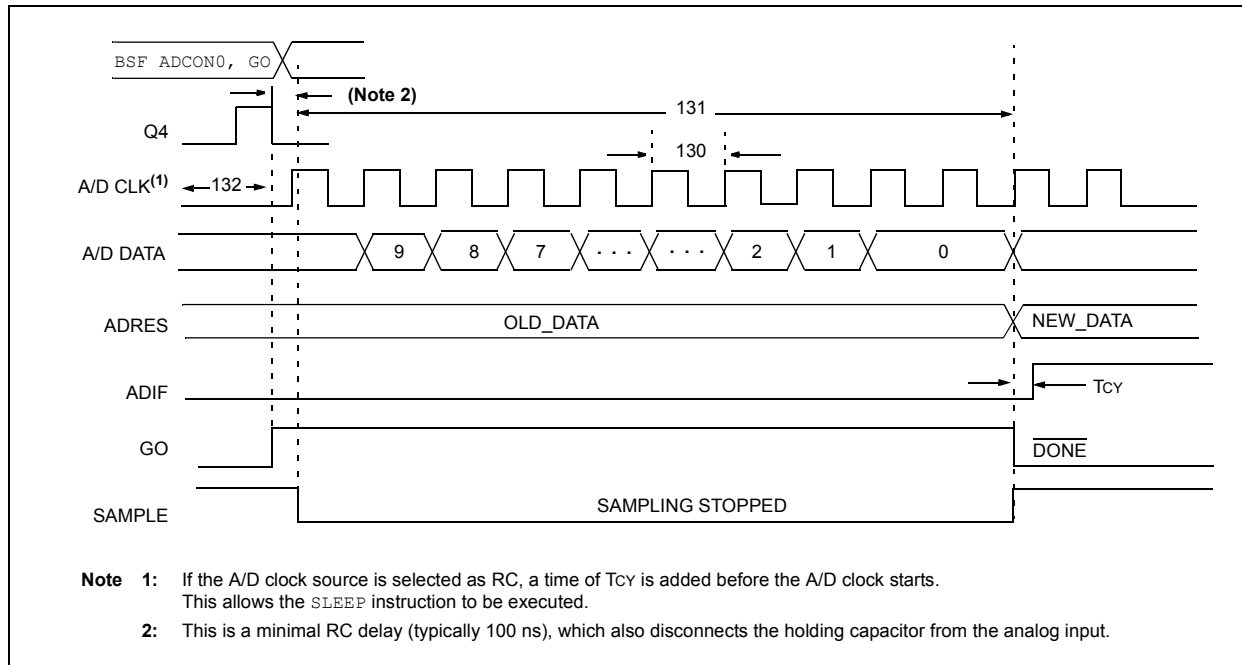 BSF ADCON0, GO
(Note 2)
131
Q4
130
A/D CLK(1)
132
A/D DATA
9 8 7 . . . . . . 2 1 0
ADRES
OLD_DATA
NEW_DATA
ADIF
TCY
GO
DONE
SAMPLE
SAMPLING STOPPED
Note 1: If the A/D clock source is selected as RC, a time of TCY is added before the A/D clock starts.
This allows the SLEEP instruction to be executed.
2: This is a minimal RC delay (typically 100 ns), which also disconnects the holding capacitor from the analog input.